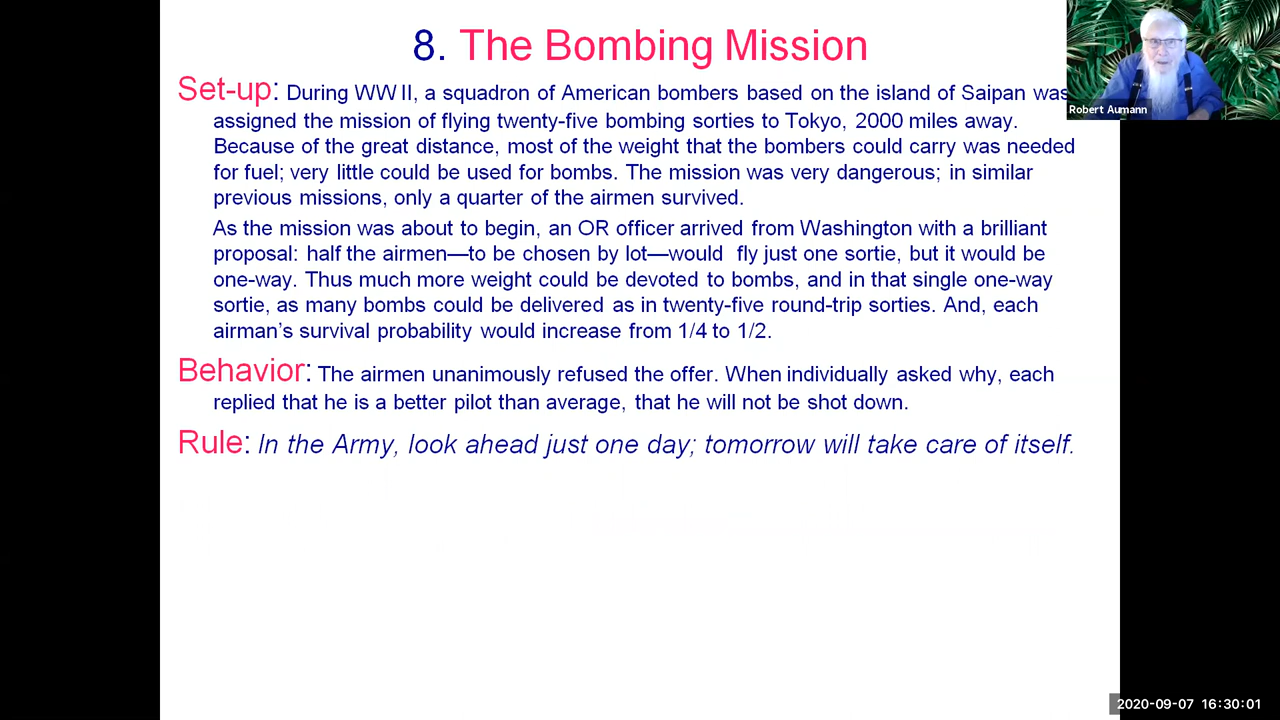 8. The Bombing Mission
Set-up: During WW II, a squadron of American bombers based on the island of Saipan was
assigned the mission of flying twenty-five bombing sorties to Tokyo, 2000 miles away.
Because of the great distance, most of the weight that the bombers could carry was needed
for fuel; very little could be used for bombs. The mission was very dangerous; in similar
previous missions, only a quarter of the airmen survived.
As the mission was about to begin, an OR officer arrived from Washington with a brilliant
proposal: half the airmen—to be chosen by lot—would fly just one sortie, but it would be
one-way. Thus much more weight could be devoted to bombs, and in that single one-way
sortie, as many bombs could be delivered as in twenty-five round-trip sorties. And, each
airman's survival probability would increase from 1/4 to 1/2.
Behavior: The airmen unanimously refused the offer. When individually asked why, each
replied that he is a better pilot than average, that he will not be shot down.
Rule: In the Army, look ahead just one day; tomorrow will take care of itself.
Robert Aumann
2020-09-07 16:30:01